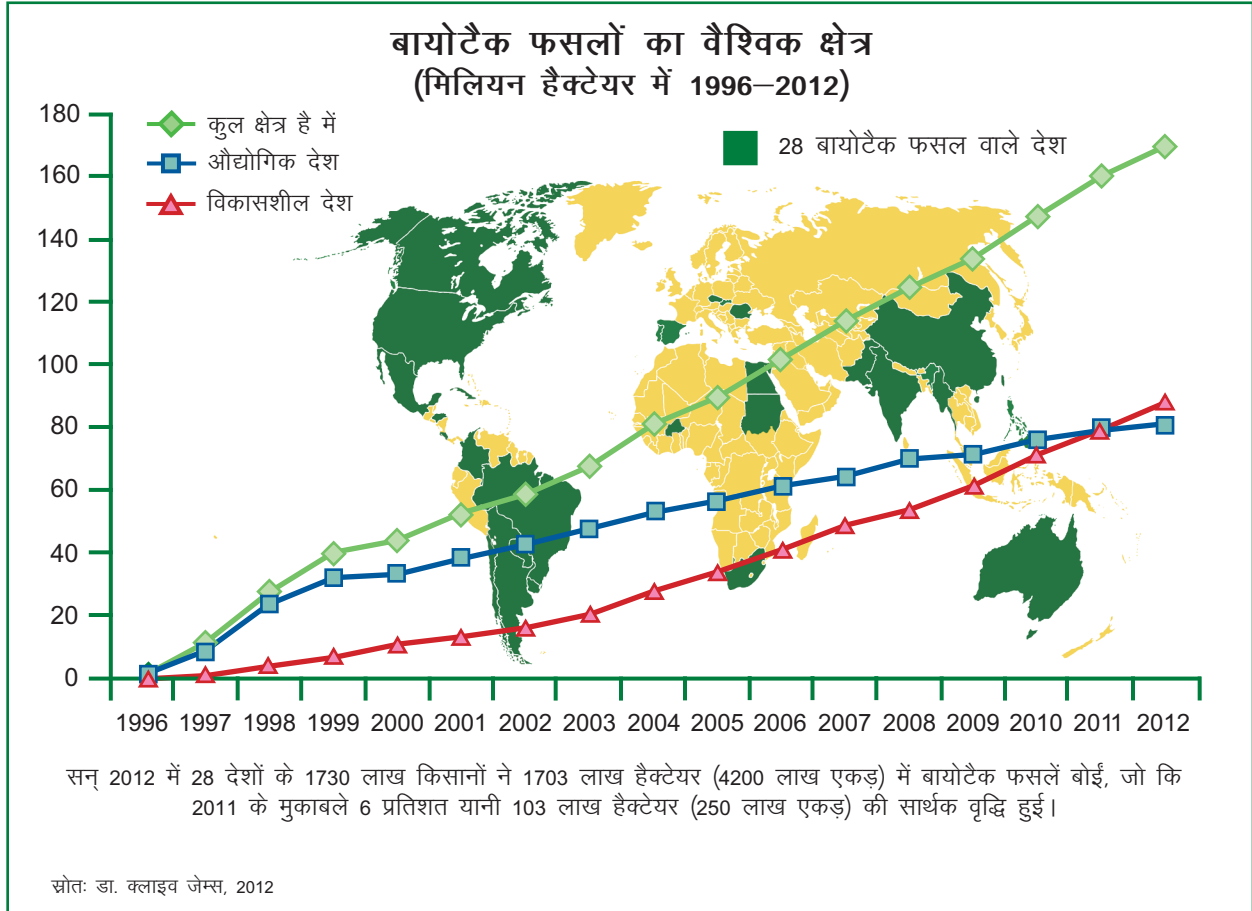 बायोटैक फसलों का वैश्विक क्षेत्र
(मिलियन हैक्टेयर में 1996–2012)
180
160
140
120
100
80
60
40
20
0
कुल क्षेत्र है में
औद्योगिक देश
विकासशील देश
28 बायोटैक फसल वाले देश
1996 1997 1998 1999 2000 2001 2002 2003 2004 2005 2006 2007 2008 2009 2010 2011 2012
सन् 2012 में 28 देशों के 1730 लाख किसानों ने 1703 लाख हैक्टेयर (4200 लाख एकड़) में बायोटैक फसलें बोईं, जो कि
2011 के मुकाबले 6 प्रतिशत यानी 103 लाख हैक्टेयर (250 लाख एकड़) की सार्थक वृद्धि हुई।
स्रोतः डा. क्लाइव जेम्स, 2012